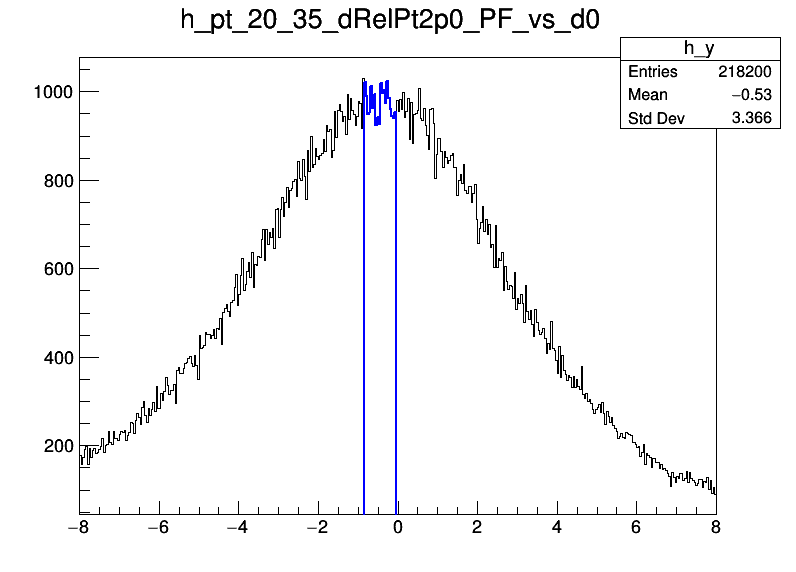 h_pt_20_35_dRelPt2p0_PF_vs_d0
h_y
Entries 218200
Mean −0.53
Std Dev 3.366
1000
800
600
400
200
−8 −6 −4 −2 0 2 4 6 8